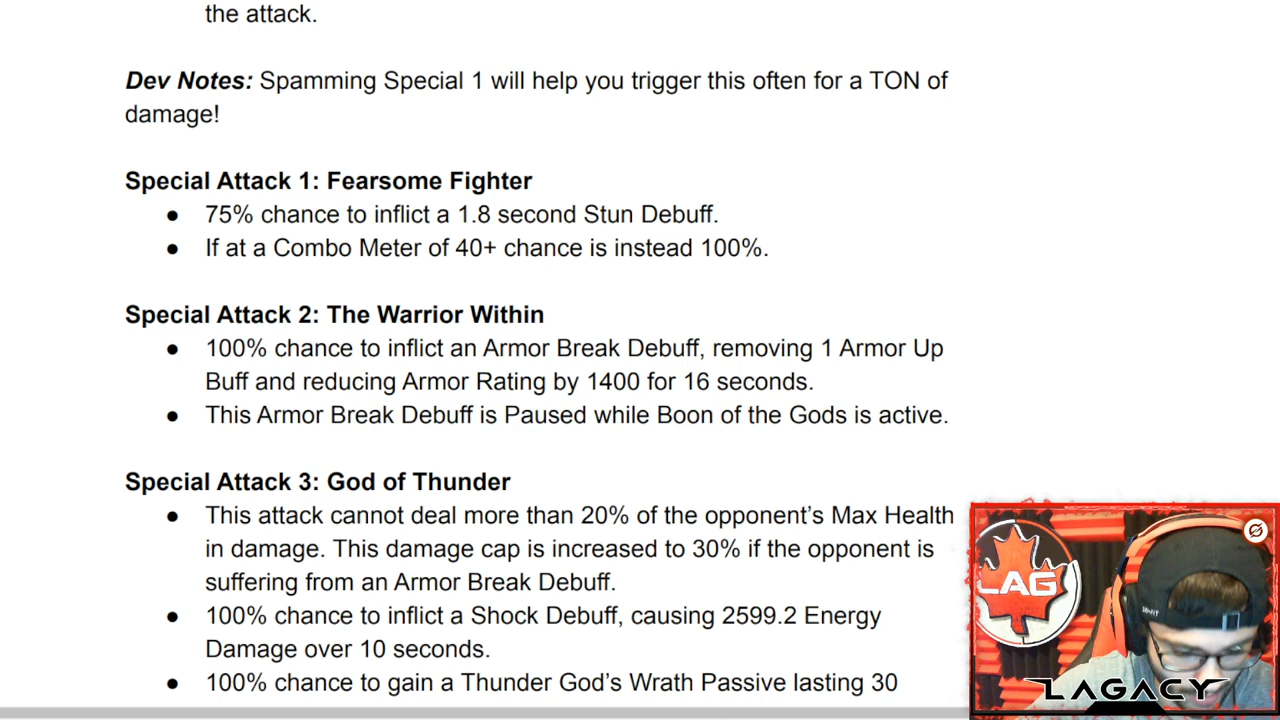 the attack.
Dev Notes: Spamming Special 1 will help you trigger this often for a TON of
damage!
Special Attack 1: Fearsome Fighter
● 75% chance to inflict a 1.8 second Stun Debuff.
● If at a Combo Meter of 40+ chance is instead 100%.
Special Attack 2: The Warrior Within
● 100% chance to inflict an Armor Break Debuff, removing 1 Armor Up
Buff and reducing Armor Rating by 1400 for 16 seconds.
● This Armor Break Debuff is Paused while Boon of the Gods is active.
Special Attack 3: God of Thunder
● This attack cannot deal more than 20% of the opponent’s Max Health
in damage. This damage cap is increased to 30% if the opponent is
suffering from an Armor Break Debuff.
● 100% chance to inflict a Shock Debuff, causing 2599.2 Energy
Damage over 10 seconds.
● 100% chance to gain a Thunder God’s Wrath Passive lasting 30
LAG
LAGACY